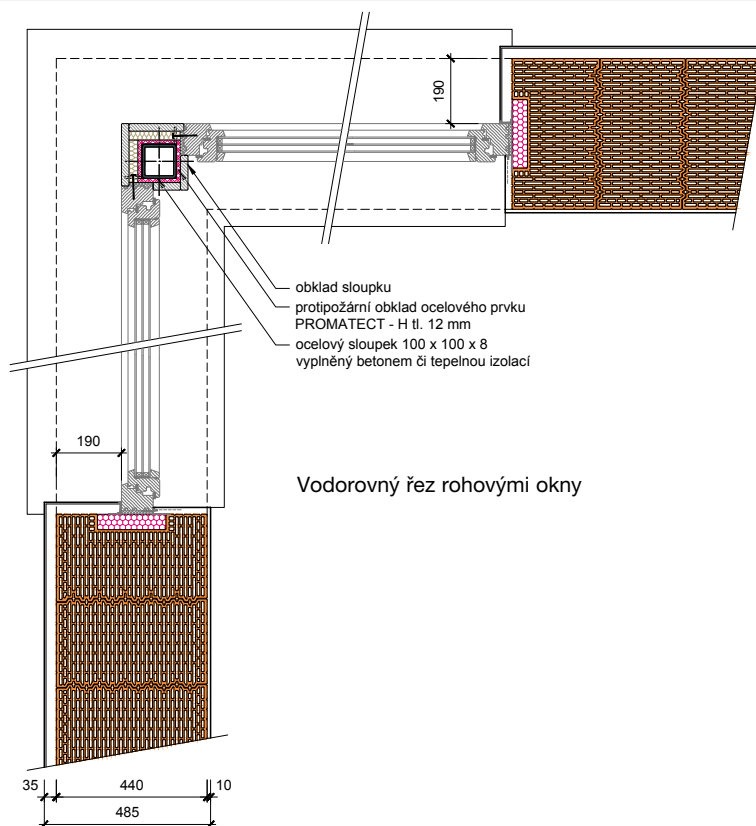 190
obklad sloupku
protipožární obklad ocelového prvku
PROMATECT - H tl. 12 mm
ocelový sloupek 100 x 100 x 8
vyplněný betonem či tepelnou izolací
190
Vodorovný řez rohovými okny
35 440 10
485